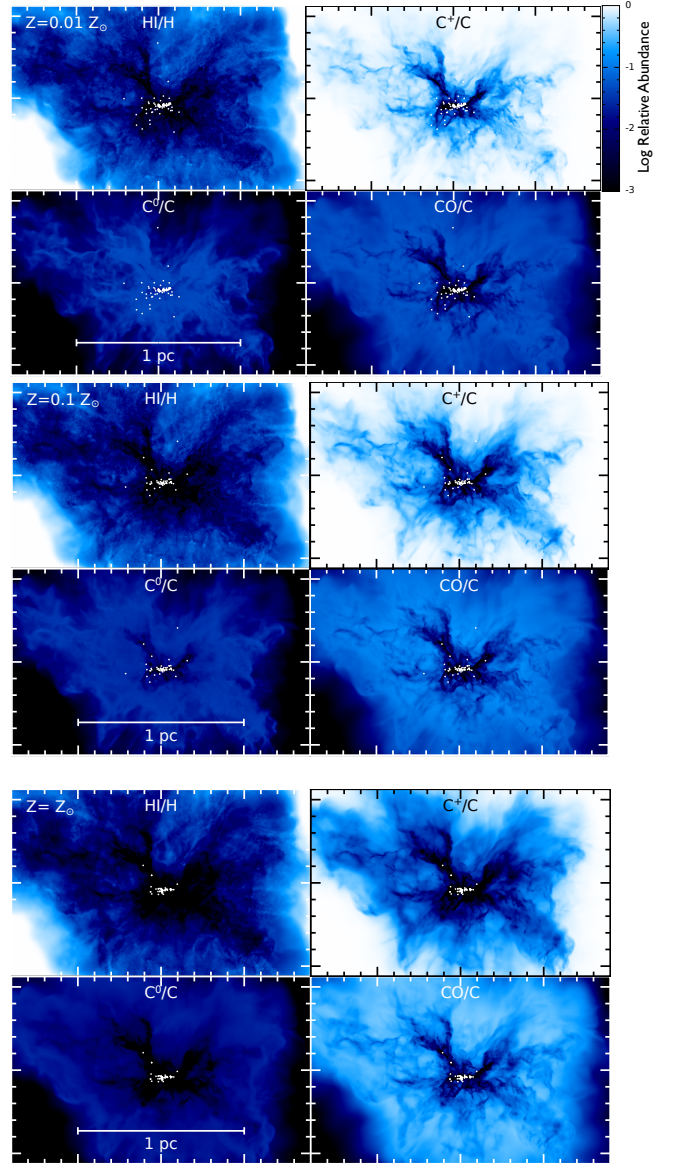 Z=0.01 Z☉ HI/H C⁺/C
0
-1
-2
-3
Log Relative Abundance
C⁰/C CO/C
1 pc
Z=0.1 Z☉ HI/H C⁺/C
C⁰/C CO/C
1 pc
Z= Z☉ HI/H C⁺/C
C⁰/C CO/C
1 pc